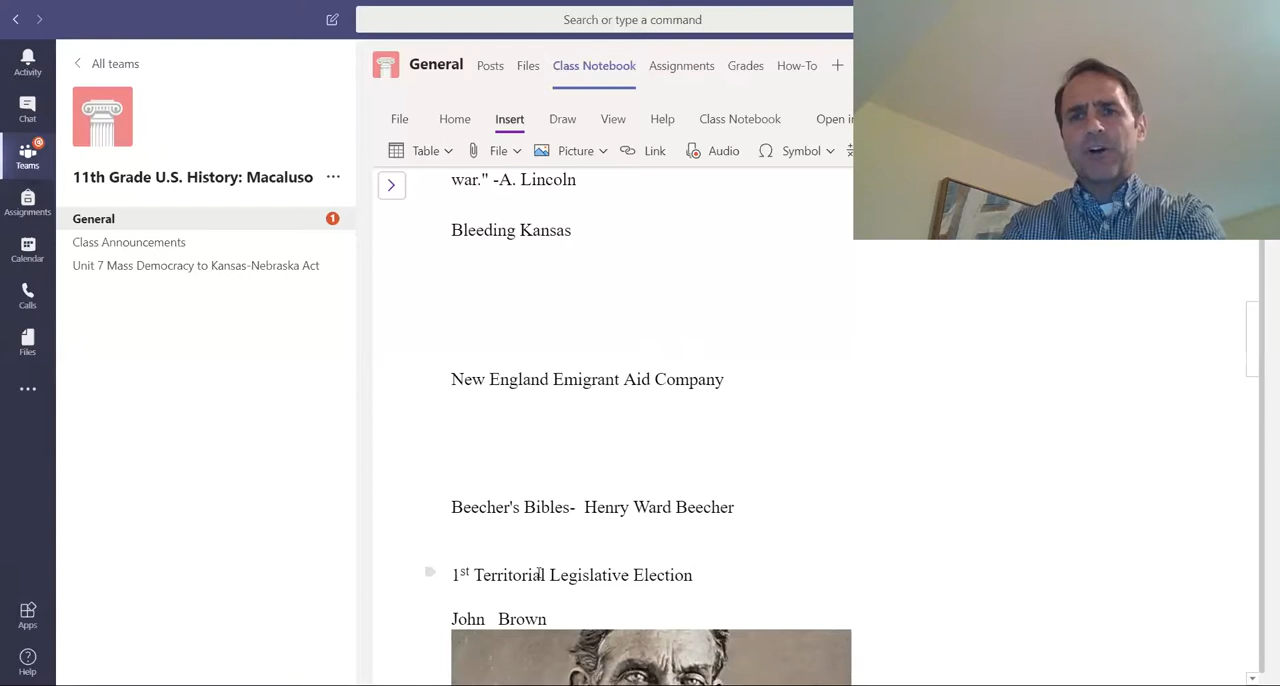 Search or type a command
Activity
Chat
Teams
Assignments
Calendar
Calls
Files
Apps
Help
All teams
11th Grade U.S. History: Macaluso
General
1
Class Announcements
Unit 7 Mass Democracy to Kansas-Nebraska Act
General Posts Files Class Notebook Assignments Grades How-To
File Home Insert Draw View Help Class Notebook Open in
Table File Picture Link Audio Symbol
war." -A. Lincoln
Bleeding Kansas
New England Emigrant Aid Company
Beecher's Bibles- Henry Ward Beecher
1st Territorial Legislative Election
John Brown